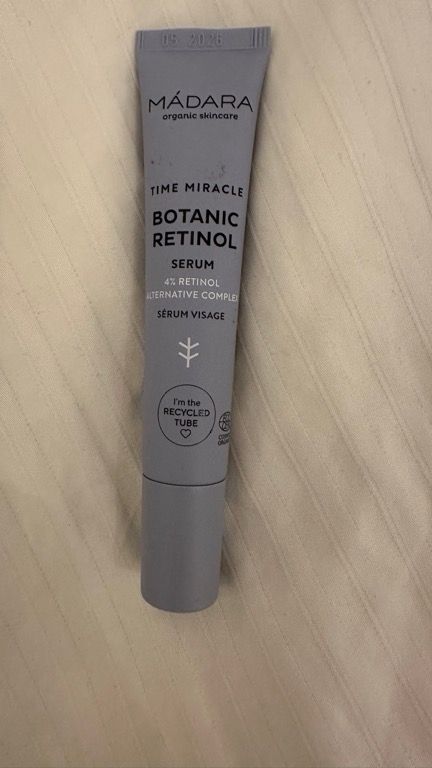 05 2026
MÁDARA
organic skincare
TIME MIRACLE
BOTANIC
RETINOL
SERUM
4% RETINOL
ALTERNATIVE COMPLEX
SÉRUM VISAGE
I'm the
RECYCLED
TUBE